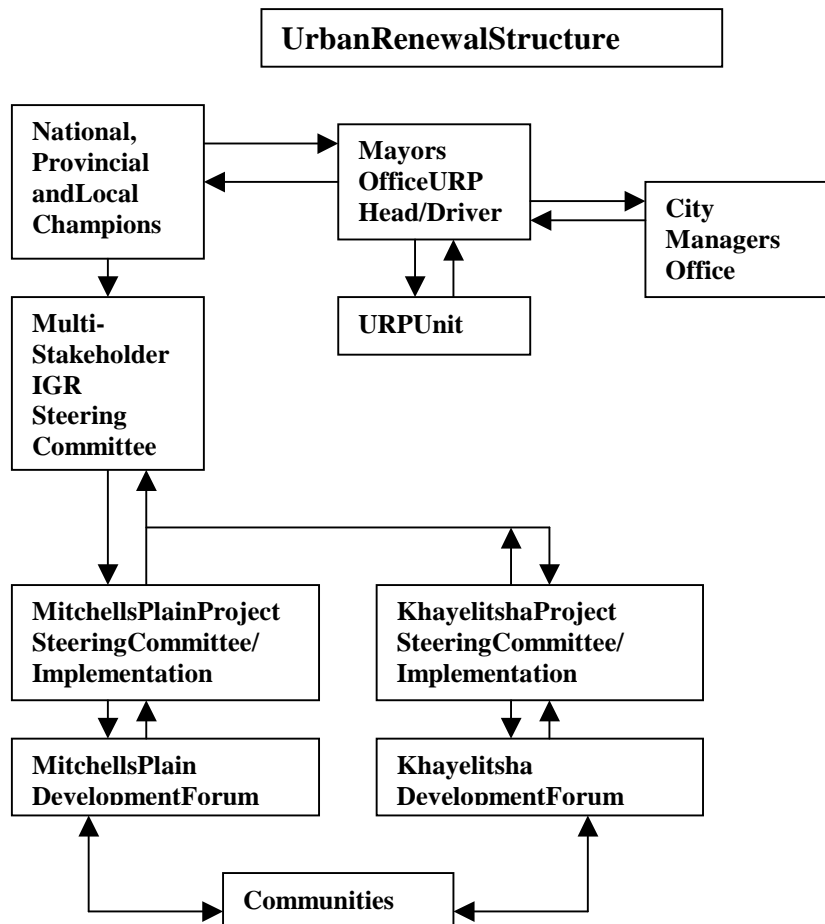 UrbanRenewalStructure
National,
Provincial
andLocal
Champions
Mayors
OfficeURP
Head/Driver
City
Managers
Office
Multi-
Stakeholder
IGR
Steering
Committee
URPUnit
MitchellsPlainProject
SteeringCommittee/
Implementation
KhayelitshaProject
SteeringCommittee/
Implementation
MitchellsPlain
DevelopmentForum
Khayelitsha
DevelopmentForum
Communities